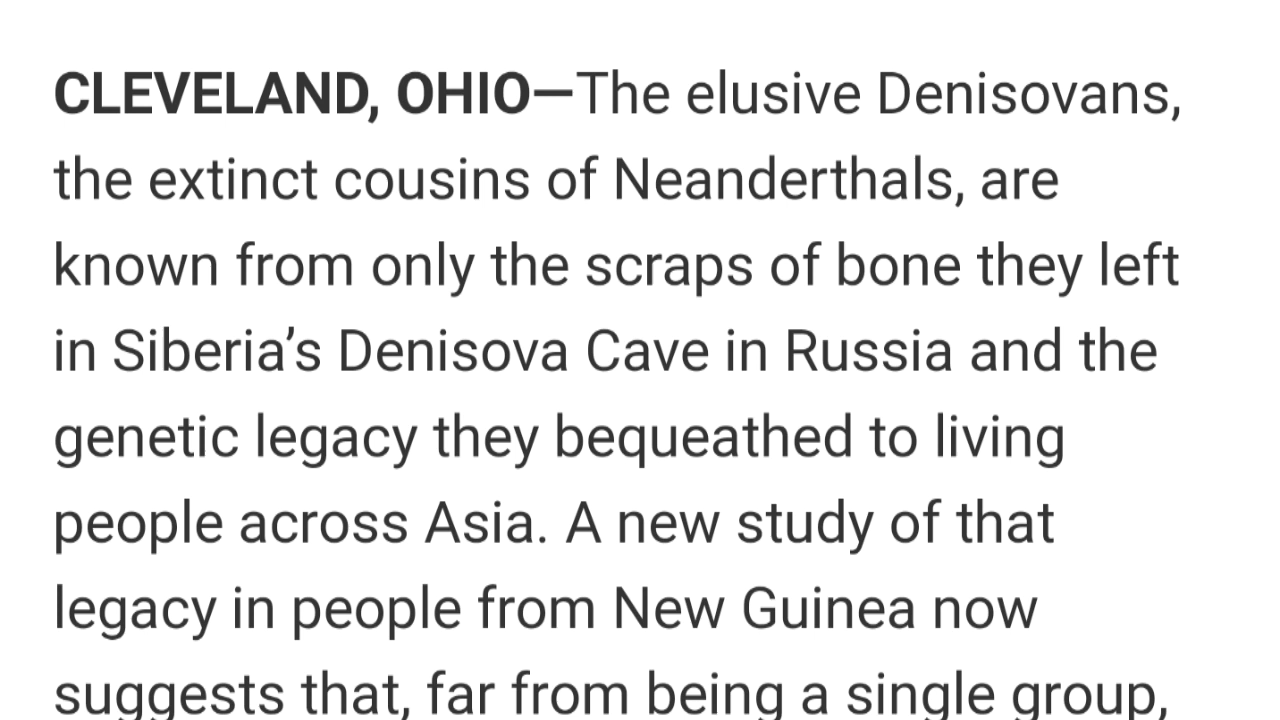 CLEVELAND, OHIO—The elusive Denisovans,
the extinct cousins of Neanderthals, are
known from only the scraps of bone they left
in Siberia’s Denisova Cave in Russia and the
genetic legacy they bequeathed to living
people across Asia. A new study of that
legacy in people from New Guinea now
suggests that, far from being a single group,